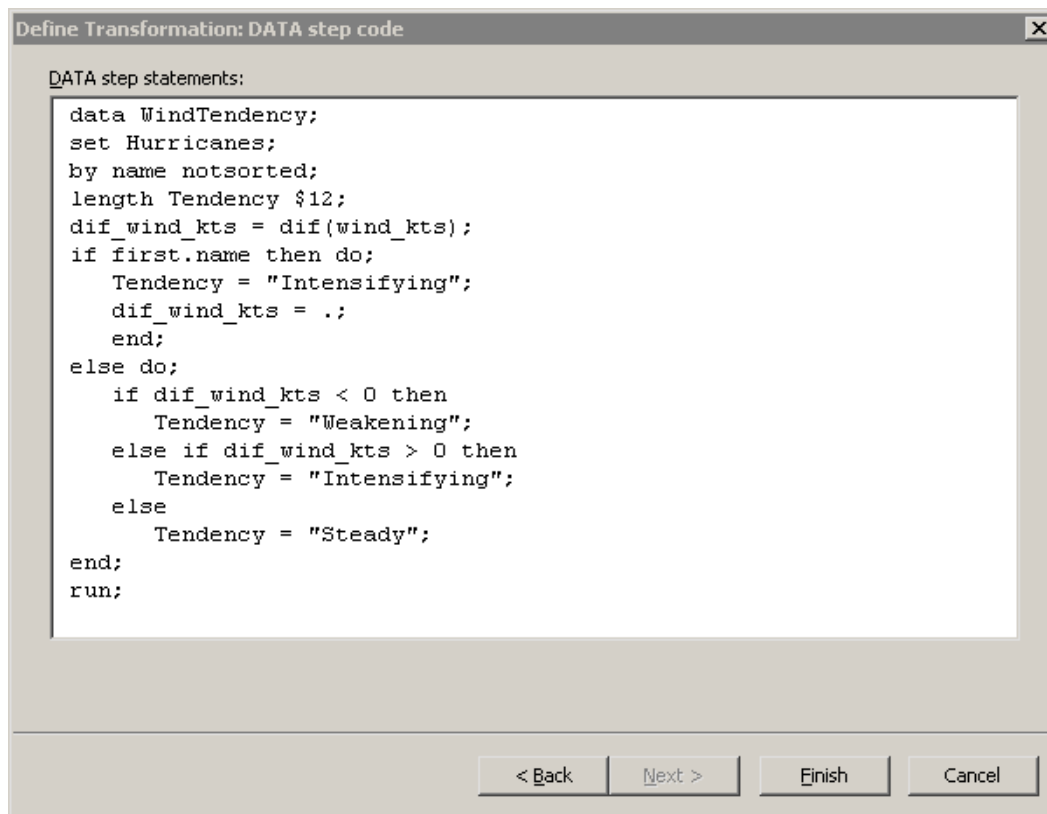 Define Transformation: DATA step code
DATA step statements:
data WindTendency;
set Hurricanes;
by name notsorted;
length Tendency $12;
dif_wind_kts = dif(wind_kts);
if first.name then do;
   Tendency = "Intensifying";
   dif_wind_kts = .;
   end;
else do;
   if dif_wind_kts < 0 then
      Tendency = "Weakening";
   else if dif_wind_kts > 0 then
      Tendency = "Intensifying";
   else
      Tendency = "Steady";
end;
run;
< Back Next > Finish Cancel